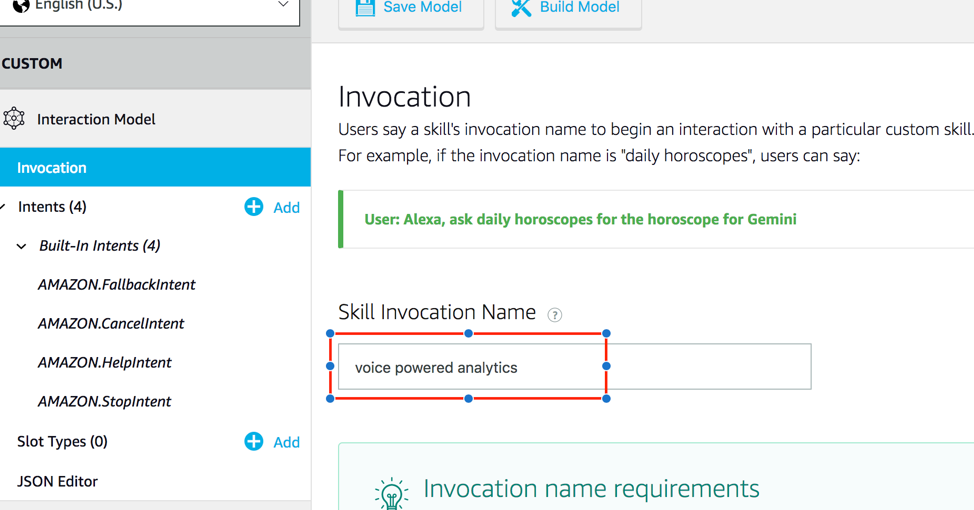 English (U.S.)
Save Model
Build Model
CUSTOM
Interaction Model
Invocation
Intents (4)
Add
Built-In Intents (4)
AMAZON.FallbackIntent
AMAZON.CancelIntent
AMAZON.HelpIntent
AMAZON.StopIntent
Slot Types (0)
Add
JSON Editor
Invocation
Users say a skill's invocation name to begin an interaction with a particular custom skill.
For example, if the invocation name is "daily horoscopes", users can say:
User: Alexa, ask daily horoscopes for the horoscope for Gemini
Skill Invocation Name ?
voice powered analytics
Invocation name requirements